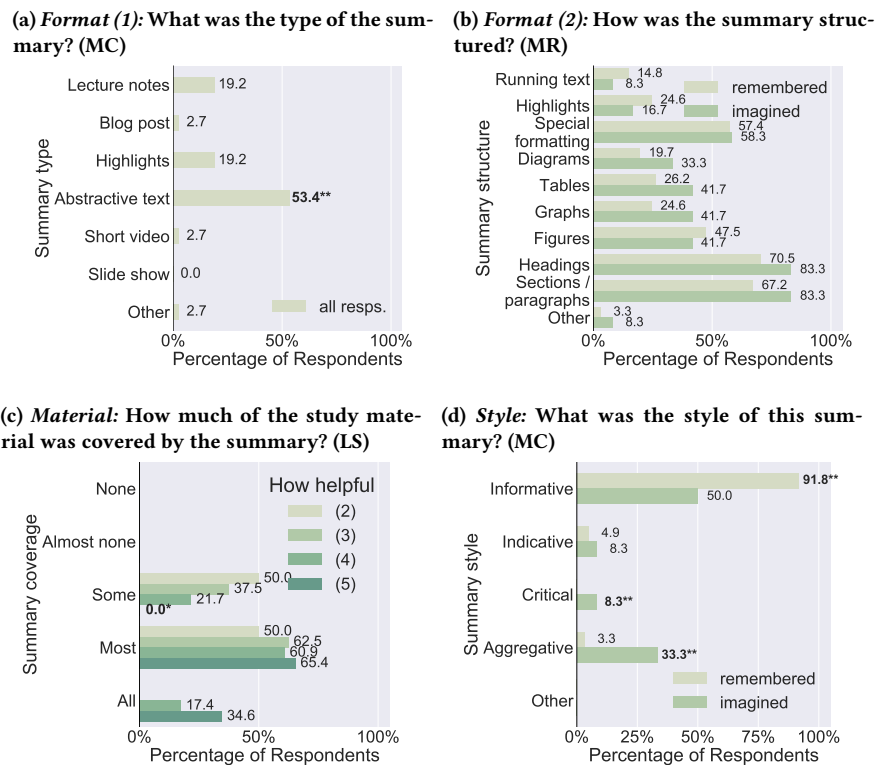 (a) Format (1): What was the type of the sum-
mary? (MC)
Summary type
Lecture notes 19.2
Blog post 2.7
Highlights 19.2
Abstractive text 53.4**
Short video 2.7
Slide show 0.0
Other 2.7
all resps.
0% 50% 100%
Percentage of Respondents
(b) Format (2): How was the summary struc-
tured? (MR)
Summary structure
remembered
imagined
Running text 14.8
8.3
Highlights 24.6
16.7
Special
formatting
57.4
58.3
Diagrams 19.7
33.3
Tables 26.2
41.7
Graphs 24.6
41.7
Figures 47.5
41.7
Headings 70.5
83.3
Sections /
paragraphs
67.2
83.3
Other 3.3
8.3
0% 50% 100%
Percentage of Respondents
(c) Material: How much of the study mate-
rial was covered by the summary? (LS)
Summary coverage
How helpful
(2)
(3)
(4)
(5)
None
Almost none
Some
50.0
37.5
21.7
0.0*
Most
50.0
62.5
60.9
65.4
All
17.4
34.6
0% 50% 100%
Percentage of Respondents
(d) Style: What was the style of this sum-
mary? (MC)
Summary style
Informative 91.8**
50.0
Indicative 4.9
8.3
Critical
8.3**
Aggregative 3.3
33.3**
Other
remembered
imagined
0% 25% 50% 75% 100%
Percentage of Respondents